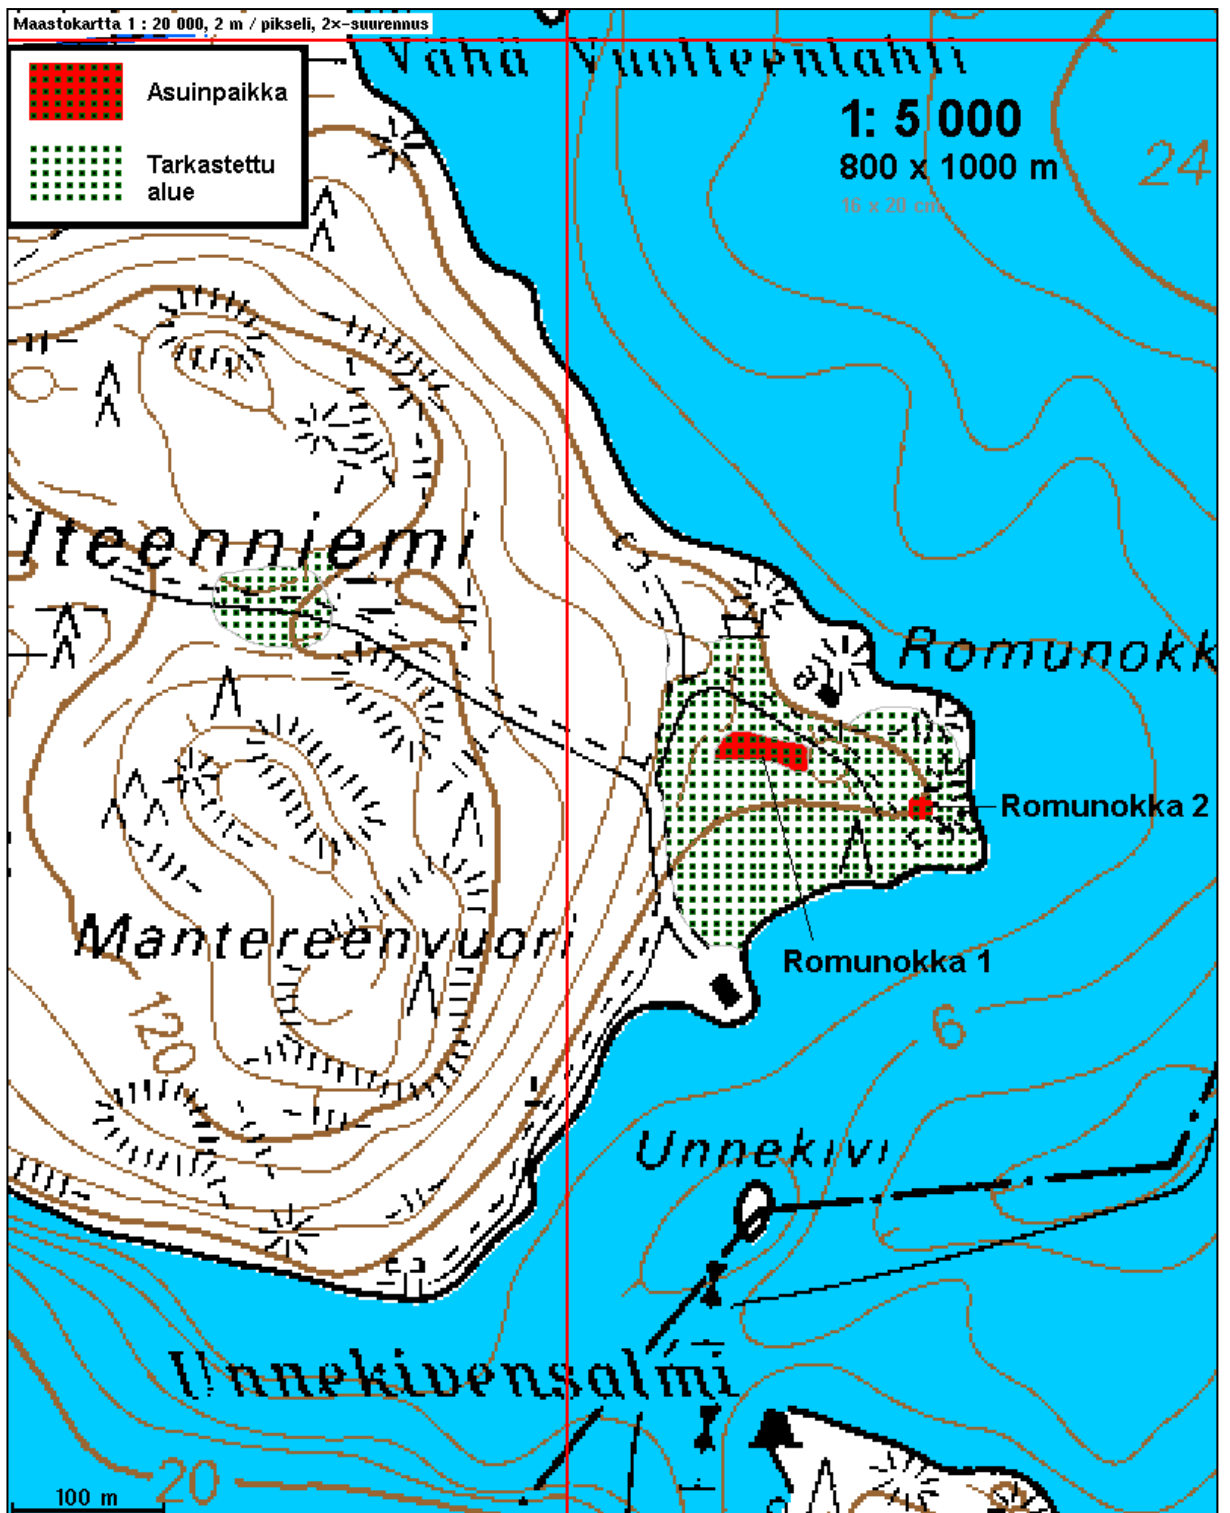 Maastokartta 1 : 20 000, 2 m / pikseli, 2×-suurennus
Vähä Vuolteenlahti
Asuinpaikka
Tarkastettu
alue
1: 5 000
800 x 1000 m
16 x 20 cm
24
Iteenniemi
Romunokk
Romunokka 2
Mantereenvuori
Romunokka 1
120
6
Unnekivi
Unnekivensalmi
20
100 m